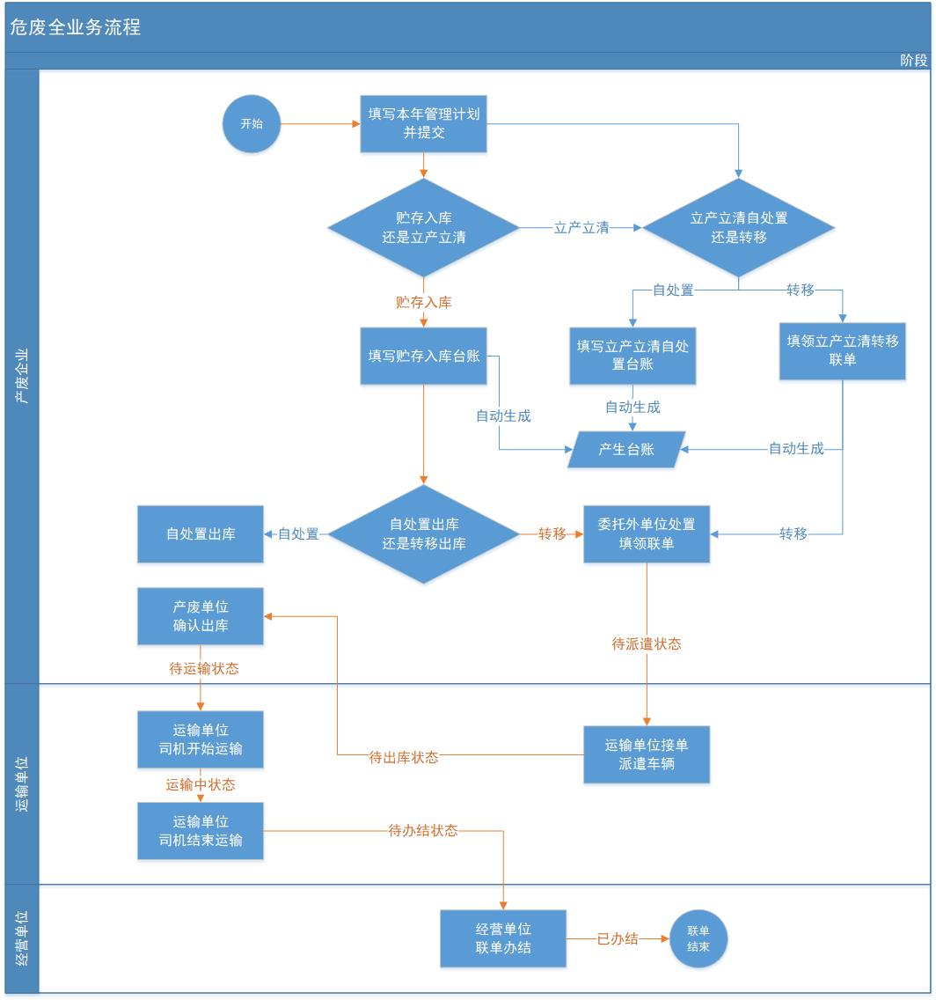 危废全业务流程
阶段
产废企业
开始
填写本年管理计划
并提交
贮存入库
还是立产立清
立产立清
立产立清自处置
还是转移
贮存入库
自处置
转移
填写贮存入库台账
填写立产立清自处
置台账
填领立产立清转移
联单
自动生成
自动生成
产生台账
自动生成
自处置出库
自处置
自处置出库
还是转移出库
转移
委托外单位处置
填领联单
转移
产废单位
确认出库
待派遣状态
待运输状态
运输单位
运输单位
司机开始运输
运输单位接单
派遣车辆
待出库状态
运输中状态
运输单位
司机结束运输
待办结状态
经营单位
经营单位
联单办结
已办结
联单
结束